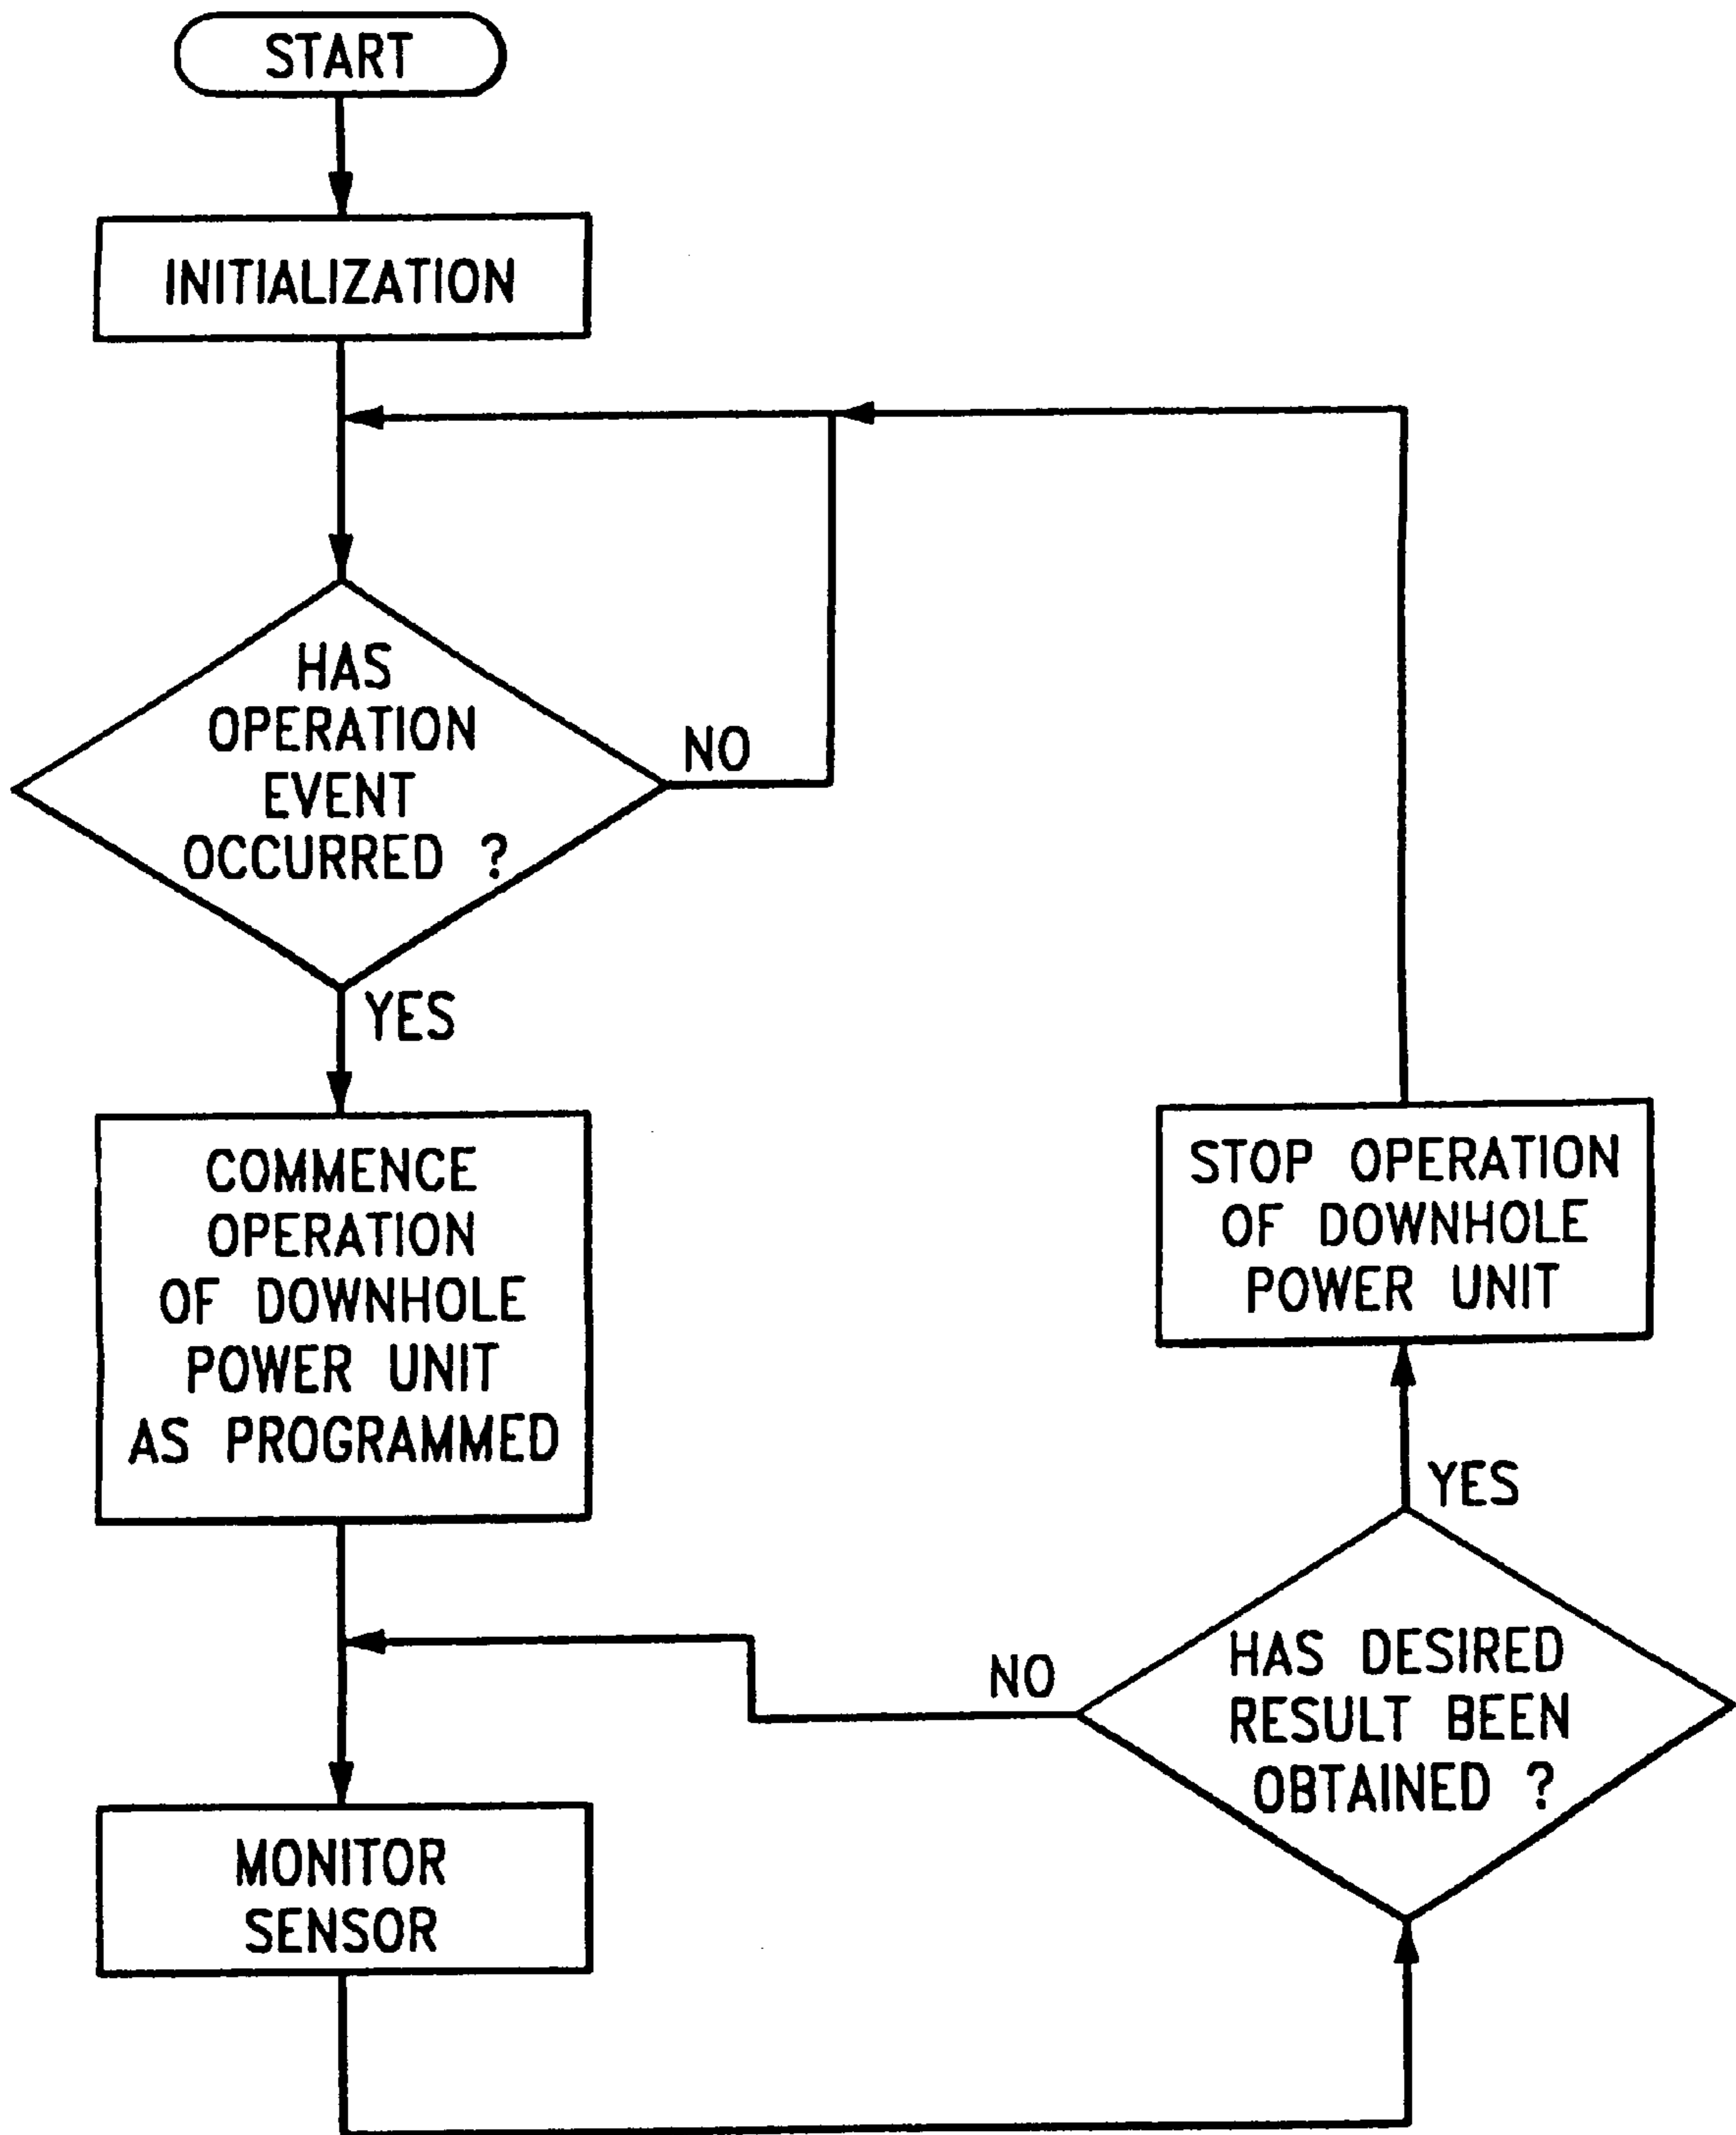 START
INITIALIZATION
HAS
OPERATION
EVENT
OCCURRED ?
NO
YES
COMMENCE
OPERATION
OF DOWNHOLE
POWER UNIT
AS PROGRAMMED
MONITOR
SENSOR
HAS DESIRED
RESULT BEEN
OBTAINED ?
NO
YES
STOP OPERATION
OF DOWNHOLE
POWER UNIT